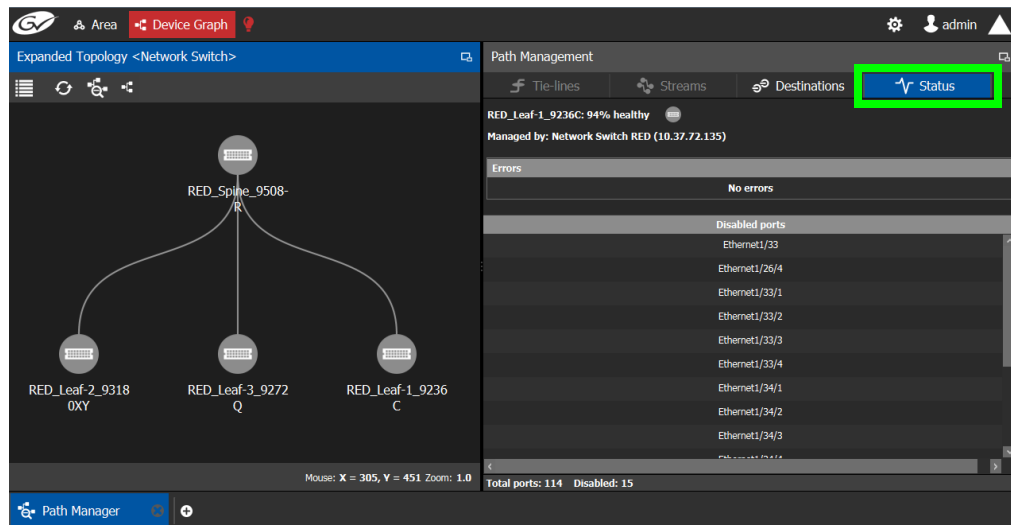 GV Area Device Graph admin
Expanded Topology <Network Switch>
Path Management
Tie-lines Streams Destinations Status
RED_Leaf-1_9236C: 94% healthy
Managed by: Network Switch RED (10.37.72.135)
Errors
No errors
Disabled ports
Ethernet1/33
Ethernet1/26/4
Ethernet1/33/1
Ethernet1/33/2
Ethernet1/33/3
Ethernet1/33/4
Ethernet1/34/1
Ethernet1/34/2
Ethernet1/34/3
Ethernet1/34/4
Total ports: 114 Disabled: 15
RED_Spine_9508-
R
RED_Leaf-2_9318
0XY
RED_Leaf-3_9272
Q
RED_Leaf-1_9236
C
Mouse: X = 305, Y = 451 Zoom: 1.0
Path Manager